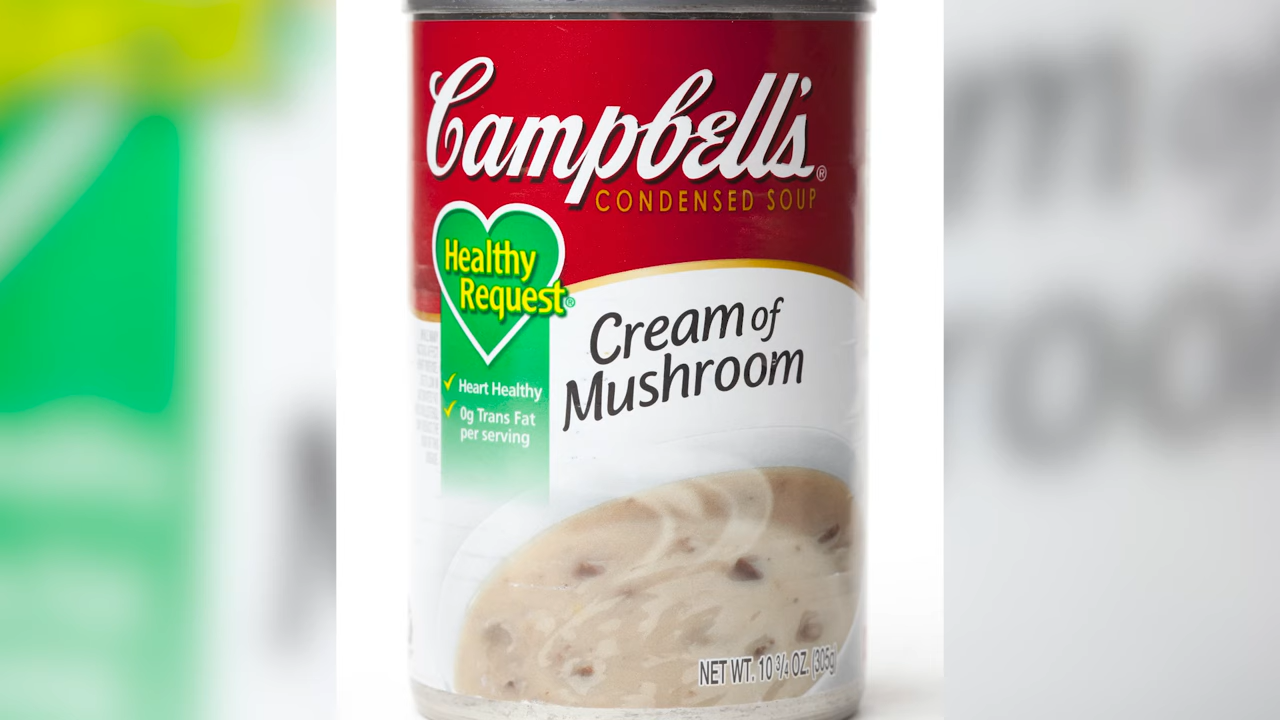 Campbell's®
CONDENSED SOUP
Healthy
Request®
Cream of
Mushroom
Heart Healthy
0g Trans Fat
per serving
NET WT. 10 3/4 OZ. (305g)